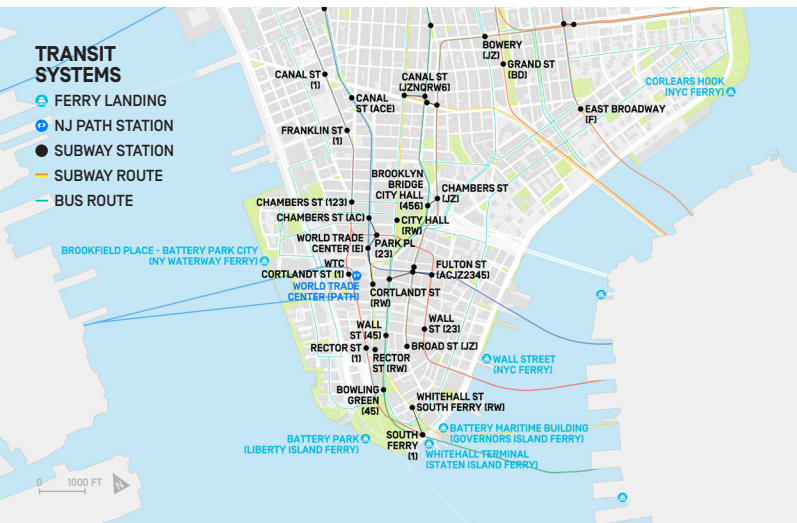 TRANSIT
SYSTEMS
FERRY LANDING
NJ PATH STATION
SUBWAY STATION
SUBWAY ROUTE
BUS ROUTE
BOWERY
(JZ)
GRAND ST
(BD)
CANAL ST
(1)
CANAL ST
(JZNQRW6)
CORLEARS HOOK
(NYC FERRY)
CANAL
ST (ACE)
EAST BROADWAY
(F)
FRANKLIN ST
(1)
BROOKLYN
BRIDGE
CITY HALL
(456)
CHAMBERS ST
(JZ)
CHAMBERS ST (123)
CHAMBERS ST (AC)
CITY HALL
(RW)
WORLD TRADE
CENTER (E)
PARK PL
(23)
BROOKFIELD PLACE - BATTERY PARK CITY
(NY WATERWAY FERRY)
WTC
CORTLANDT ST (1)
FULTON ST
(ACJZ2345)
WORLD TRADE
CENTER (PATH)
CORTLANDT ST
(RW)
WALL
ST (45)
WALL
ST (23)
RECTOR ST
(1)
BROAD ST (JZ)
RECTOR
ST (RW)
WALL STREET
(NYC FERRY)
BOWLING
GREEN
(45)
WHITEHALL ST
SOUTH FERRY (RW)
BATTERY PARK
(LIBERTY ISLAND FERRY)
SOUTH
FERRY
(1)
BATTERY MARITIME BUILDING
(GOVERNORS ISLAND FERRY)
WHITEHALL TERMINAL
(STATEN ISLAND FERRY)
0 1000 FT
N